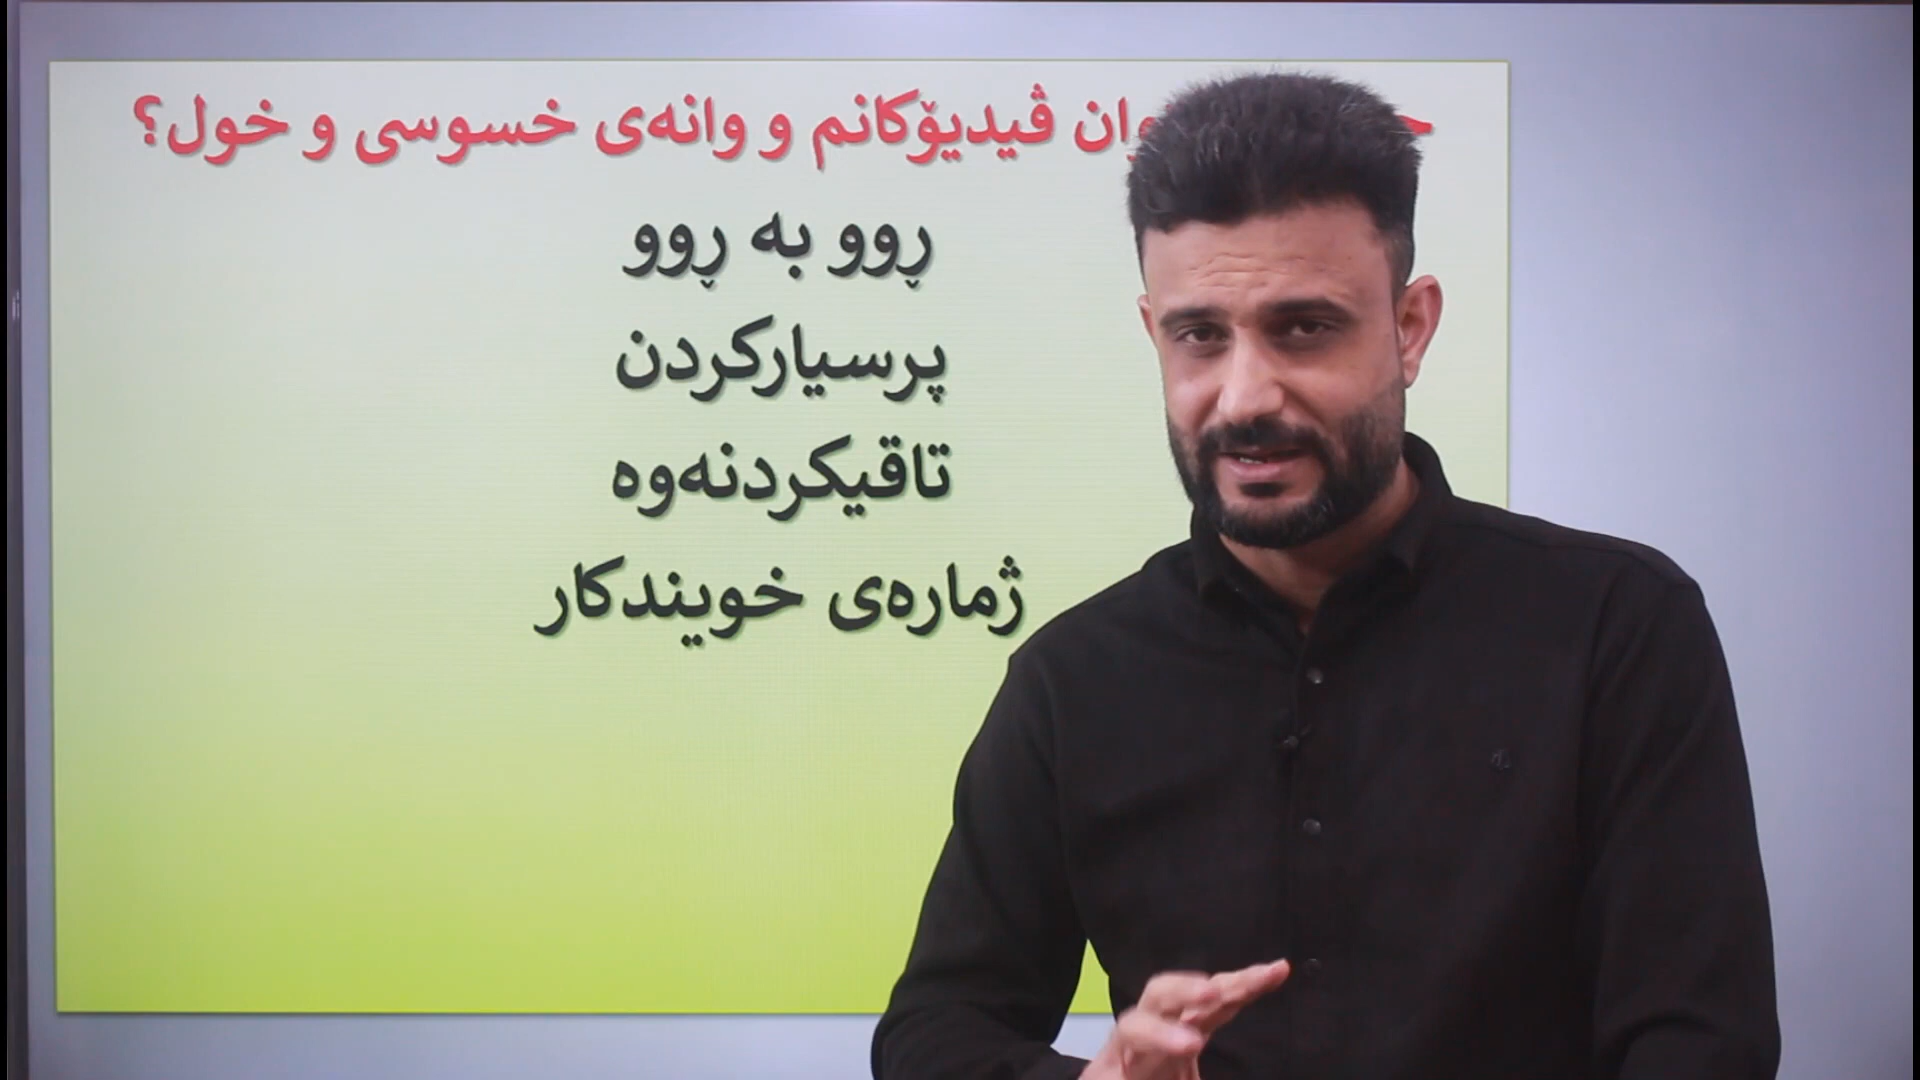 ڤیدیۆکانم و وانەی خسوسی و خول؟
ڕوو بە ڕوو
پرسیارکردن
تاقیکردنەوە
ژمارەی خویندکار